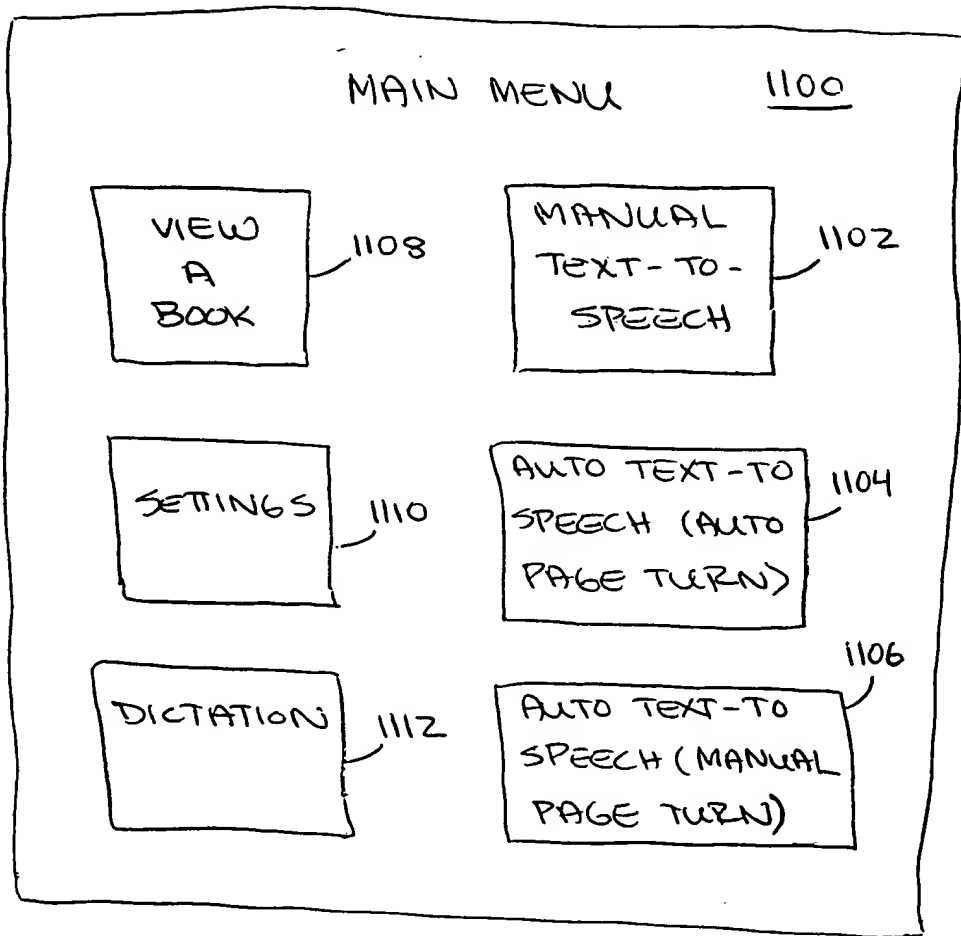 MAIN MENU 1100
VIEW
A
BOOK
1108
MANUAL
TEXT-TO-
SPEECH
1102
SETTINGS
1110
AUTO TEXT-TO
SPEECH (AUTO
PAGE TURN)
1104
DICTATION
1112
AUTO TEXT-TO
SPEECH (MANUAL
PAGE TURN)
1106